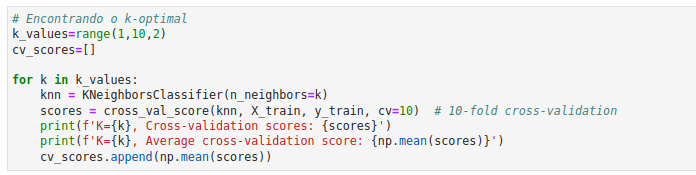 # Encontrando o k-optimal
k_values=range(1,10,2)
cv_scores=[]
for k in k_values:
    knn = KNeighborsClassifier(n_neighbors=k)
    scores = cross_val_score(knn, X_train, y_train, cv=10)  # 10-fold cross-validation
    print(f'K={k}, Cross-validation scores: {scores}')
    print(f'K={k}, Average cross-validation score: {np.mean(scores)}')
    cv_scores.append(np.mean(scores))